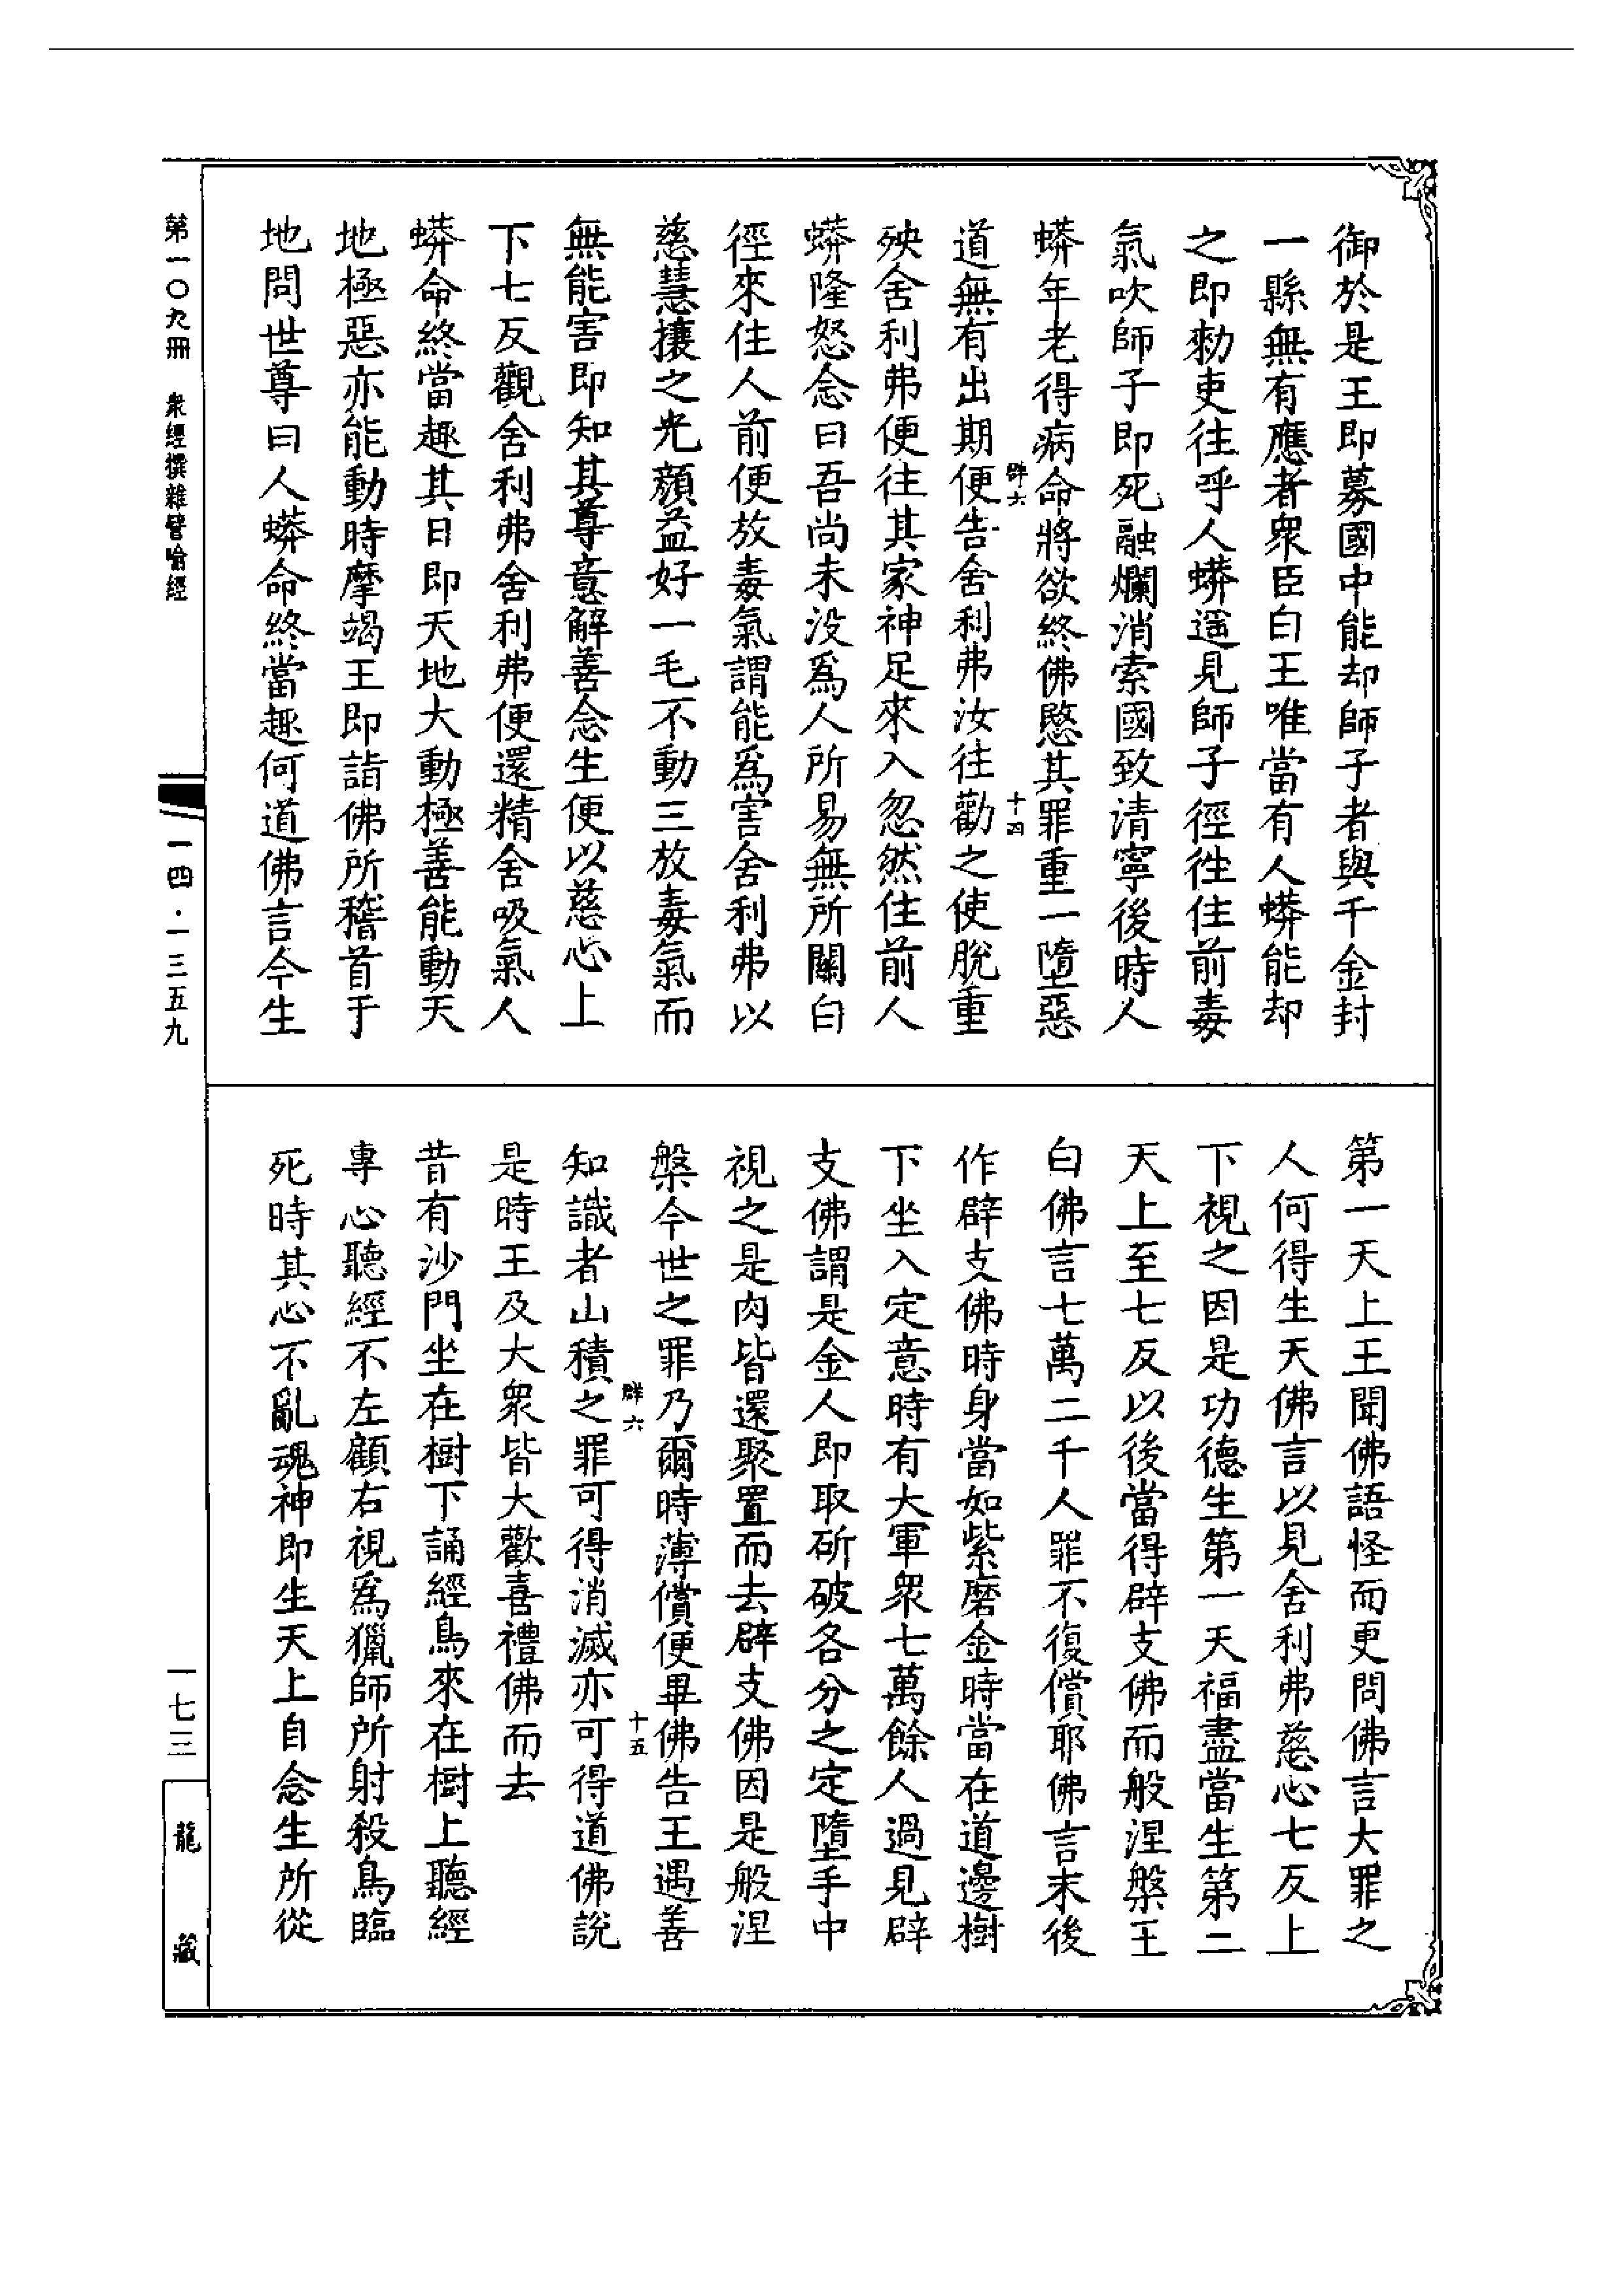 御於是王即募國中能却師子者與千金封
一縣無有應者衆臣白王唯當有人蟒能却
之即勑吏往呼人蟒遥見師子徑往住前毒
氣吹師子即死融爛消索國致清寧後時人
蟒年老得病命將欲終佛愍其罪重一墮惡
道無有出期便告舍利弗汝往勸之使脫重
群六
十四
殃舍利弗便往其家神足來入忽然住前人
蟒隆怒念曰吾尚未没爲人所易無所關白
徑來住人前便放毒氣謂能爲害舍利弗以
慈慧攘之光顏益好一毛不動三放毒氣而
無能害即知其尊意解善念生便以慈心上
下七反觀舍利弗舍利弗便還精舍吸氣人
蟒命終當趣其日即天地大動極善能動天
地極惡亦能動時摩竭王即詣佛所稽首于
地問世尊曰人蟒命終當趣何道佛言今生
第一天上王聞佛語怪而更問佛言大罪之
人何得生天佛言以見舍利弗慈心七反上
下視之因是功德生第一天福盡當生第二
天上至七反以後當得辟支佛而般涅槃王
白佛言七萬二千人罪不復償耶佛言末後
作辟支佛時身當如紫磨金時當在道邊樹
下坐入定意時有大軍衆七萬餘人過見辟
支佛謂是金人即取斫破各分之定墮手中
視之是肉皆還聚置而去辟支佛因是般涅
槃今世之罪乃爾時薄償便畢佛告王遇善
知識者山積之罪可得消滅亦可得道佛說
群六
十五
是時王及大衆皆大歡喜禮佛而去
昔有沙門坐在樹下誦經鳥來在樹上聽經
專心聽經不左顧右視爲獵師所射殺鳥臨
死時其心不亂魂神即生天上自念生所從
第一〇九冊 衆經撰雜譬喻經
一四·一三五九
一七三
龍藏